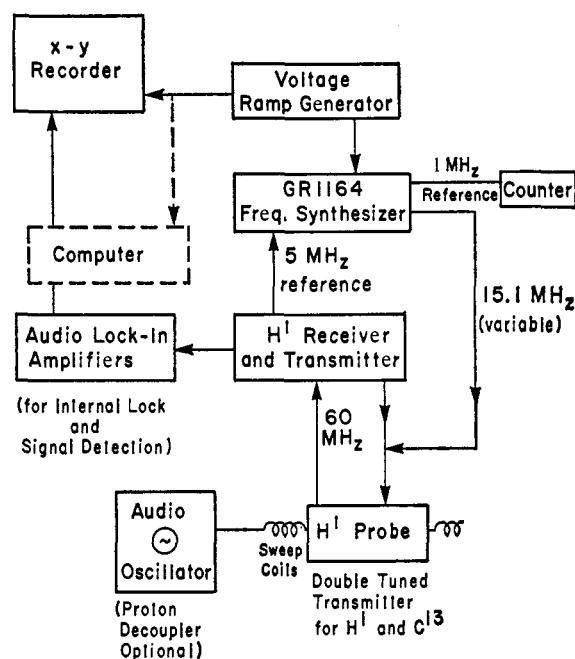 x-y
Recorder
Voltage
Ramp Generator
1 MHz
Reference
Counter
GR1164
Freq. Synthesizer
Computer
5 MHz
reference
15.1 MHz
(variable)
Audio Lock-In
Amplifiers
H¹ Receiver
and Transmitter
(for Internal Lock
and
Signal Detection)
60
MHz
Audio
Oscillator
Sweep
Coils
H¹ Probe
(Proton
Decoupler
Optional)
Double Tuned
Transmitter
for H¹ and C¹³